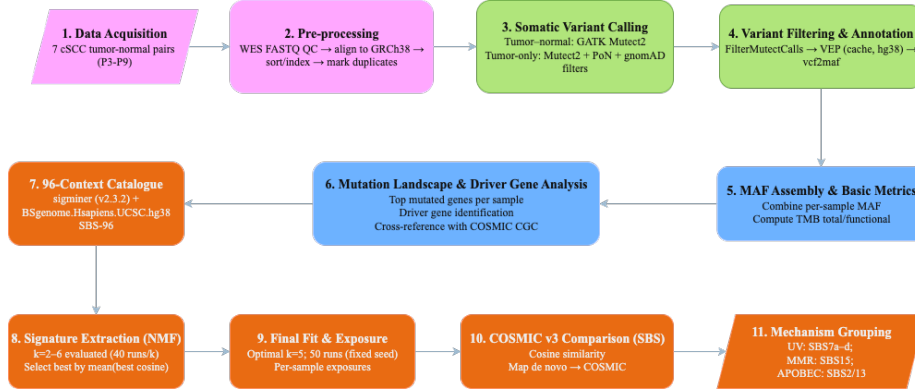 1. Data Acquisition
7 cSCC tumor-normal pairs
(P3-P9)
2. Pre-processing
WES FASTQ QC → align to GRCh38 →
sort/index → mark duplicates
3. Somatic Variant Calling
Tumor–normal: GATK Mutect2
Tumor-only: Mutect2 + PoN + gnomAD
filters
4. Variant Filtering & Annotation
FilterMutectCalls → VEP (cache, hg38) →
vcf2maf
7. 96-Context Catalogue
sigminer (v2.3.2) +
BSgenome.Hsapiens.UCSC.hg38
SBS-96
6. Mutation Landscape & Driver Gene Analysis
Top mutated genes per sample
Driver gene identification
Cross-reference with COSMIC CGC
5. MAF Assembly & Basic Metrics
Combine per-sample MAF
Compute TMB total/functional
8. Signature Extraction (NMF)
k=2–6 evaluated (40 runs/k)
Select best by mean(best cosine)
9. Final Fit & Exposure
Optimal k=5; 50 runs (fixed seed)
Per-sample exposures
10. COSMIC v3 Comparison (SBS)
Cosine similarity
Map de novo → COSMIC
11. Mechanism Grouping
UV: SBS7a–d;
MMR: SBS15;
APOBEC: SBS2/13